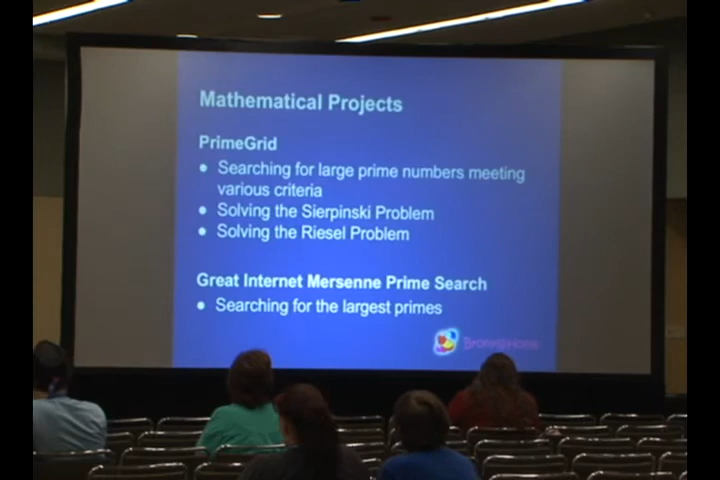 Mathematical Projects
PrimeGrid
● Searching for large prime numbers meeting
various criteria
● Solving the Sierpinski Problem
● Solving the Riesel Problem
Great Internet Mersenne Prime Search
● Searching for the largest primes